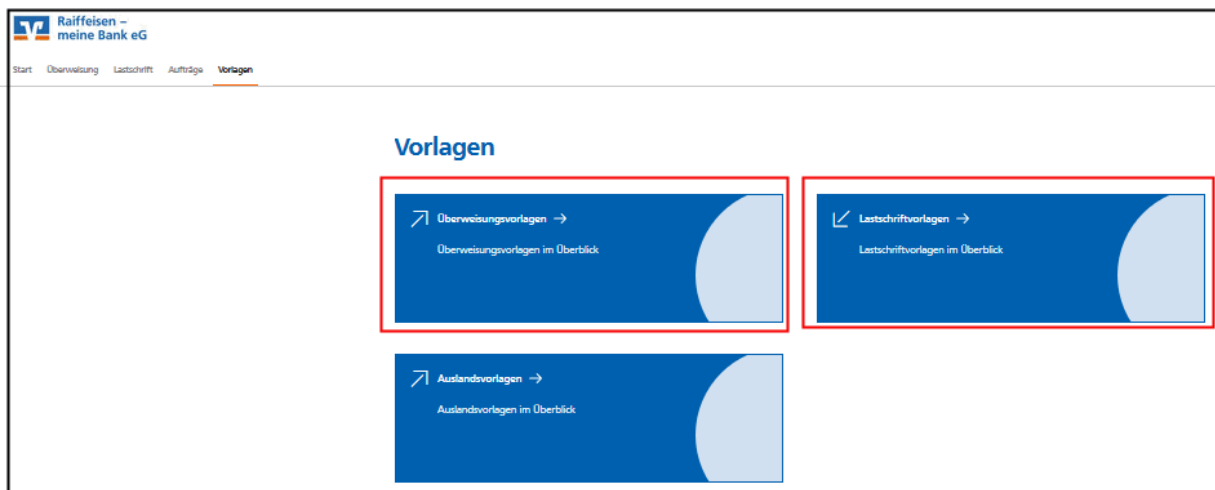 Raiffeisen –
meine Bank eG
Start Überweisung Lastschrift Aufträge Vorlagen
Vorlagen
Überweisungsvorlagen →
Überweisungsvorlagen im Überblick
Lastschriftvorlagen →
Lastschriftvorlagen im Überblick
Auslandsvorlagen →
Auslandsvorlagen im Überblick